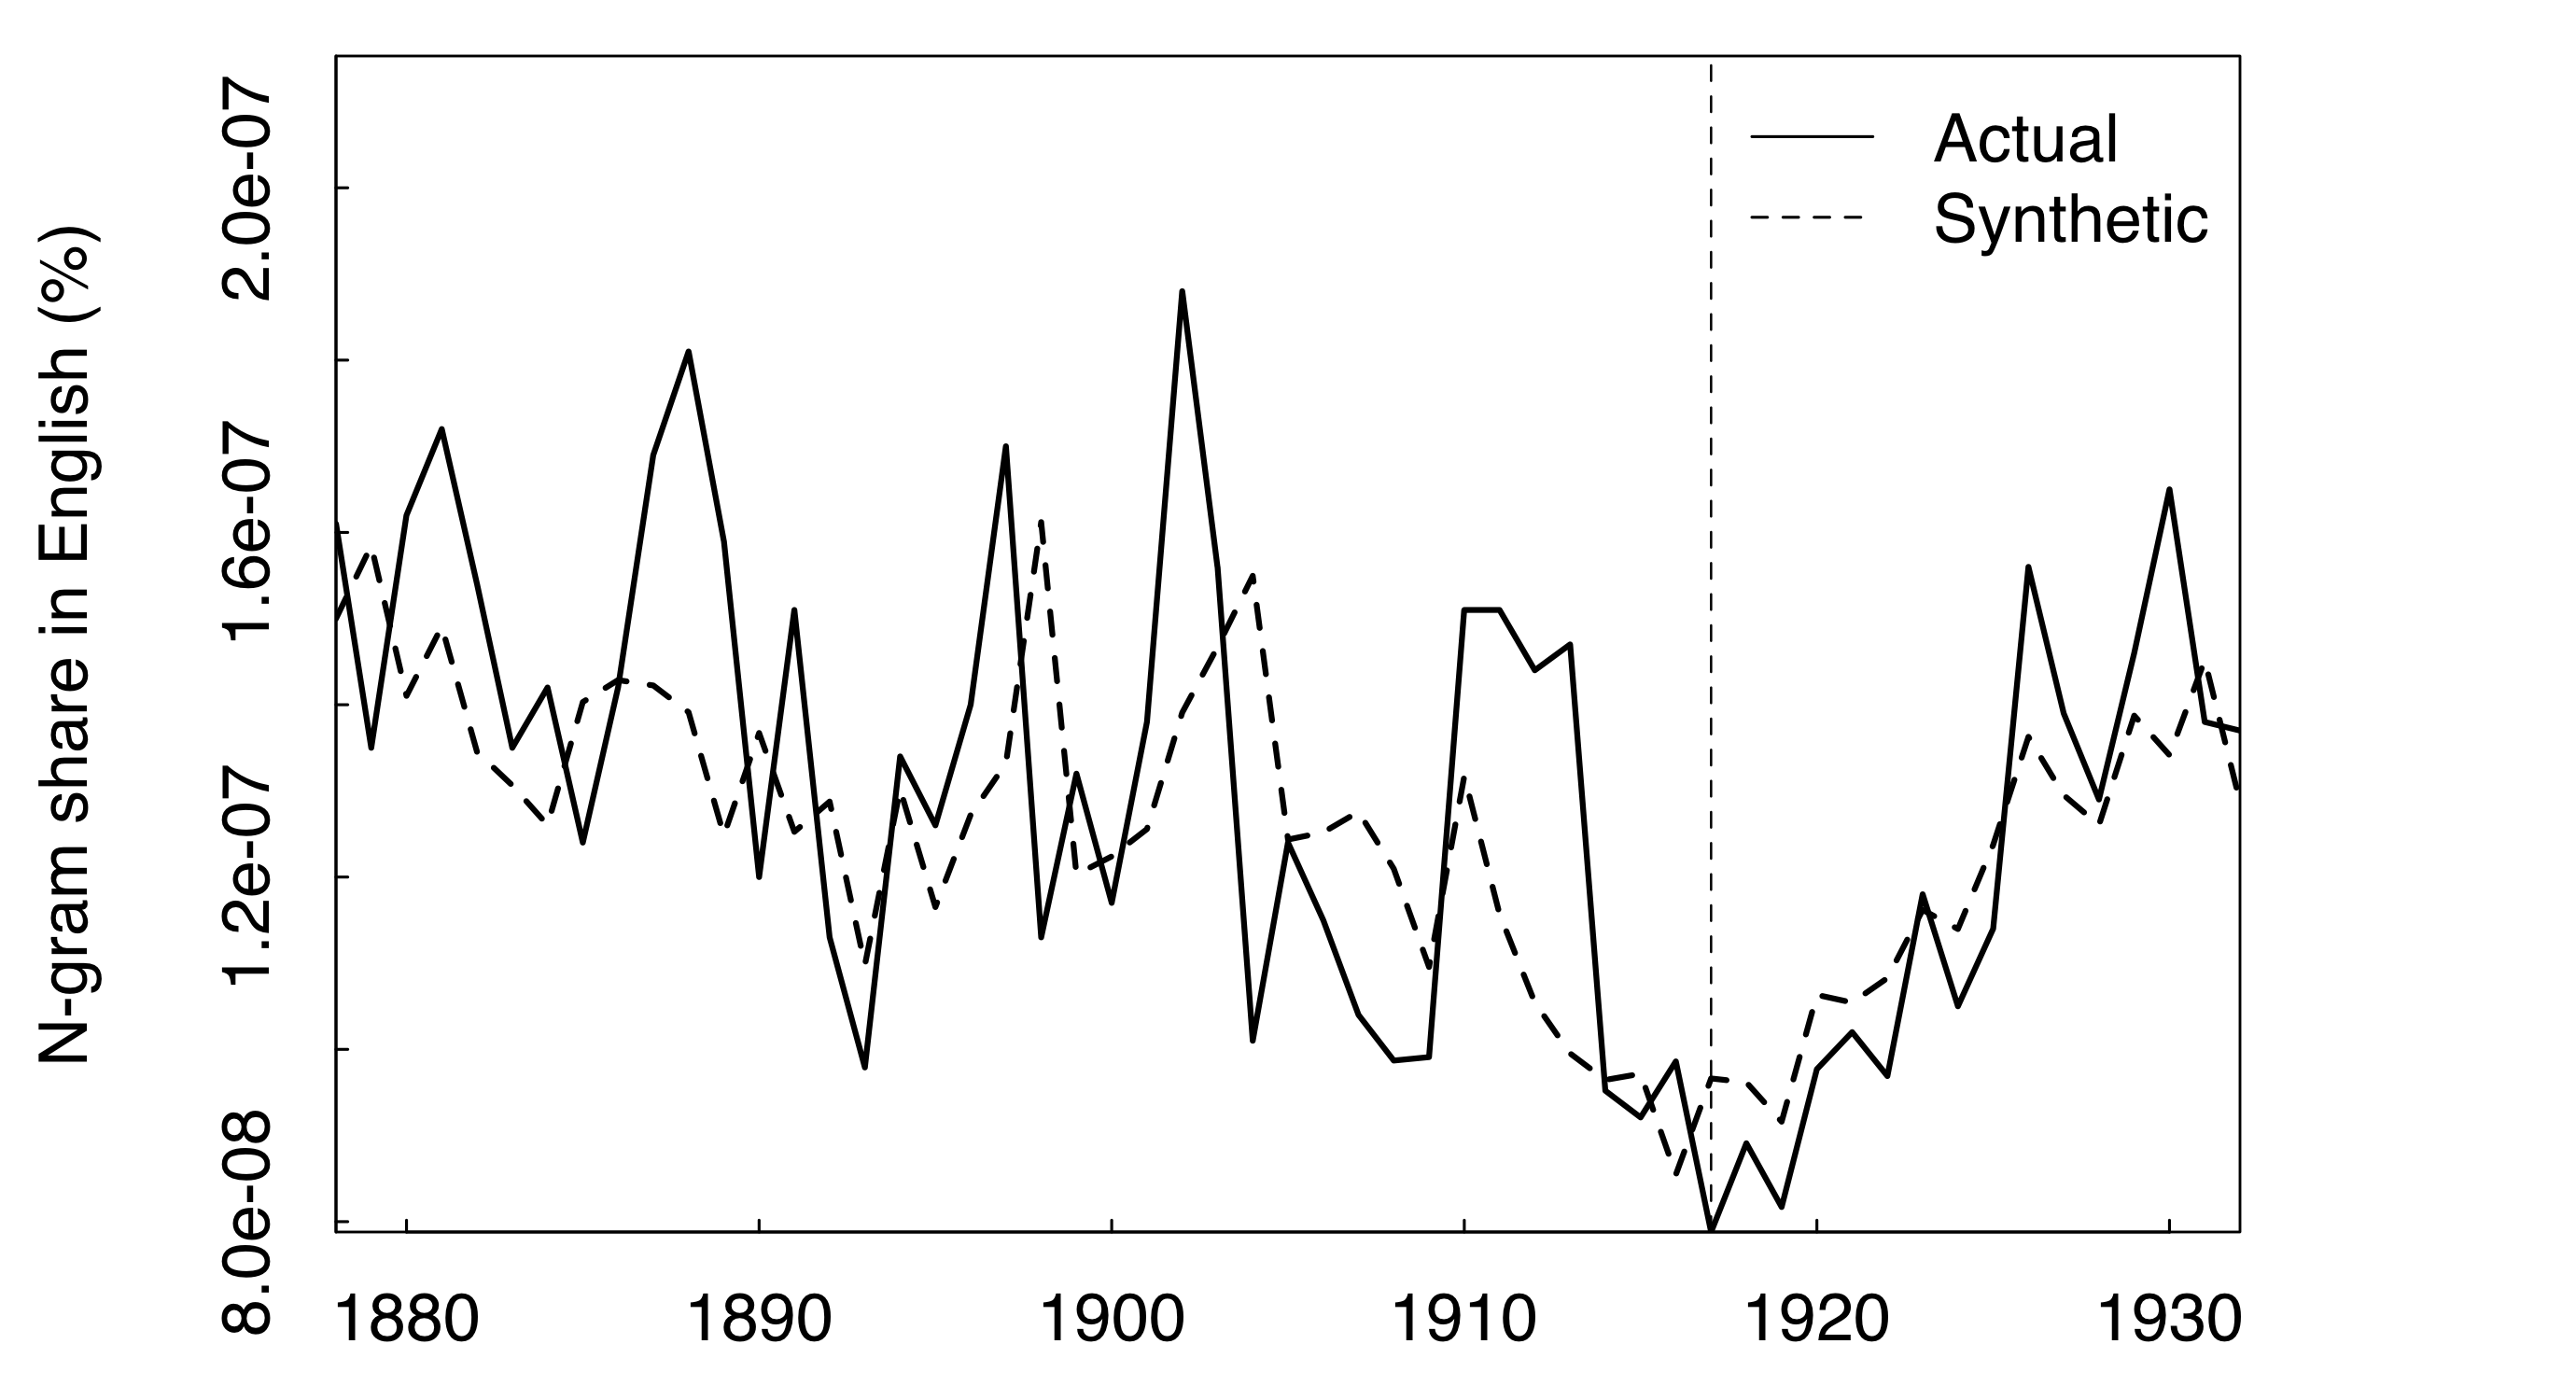 N-gram share in English (%)
2.0e-07
1.6e-07
1.2e-07
8.0e-08
Actual
Synthetic
1880 1890 1900 1910 1920 1930